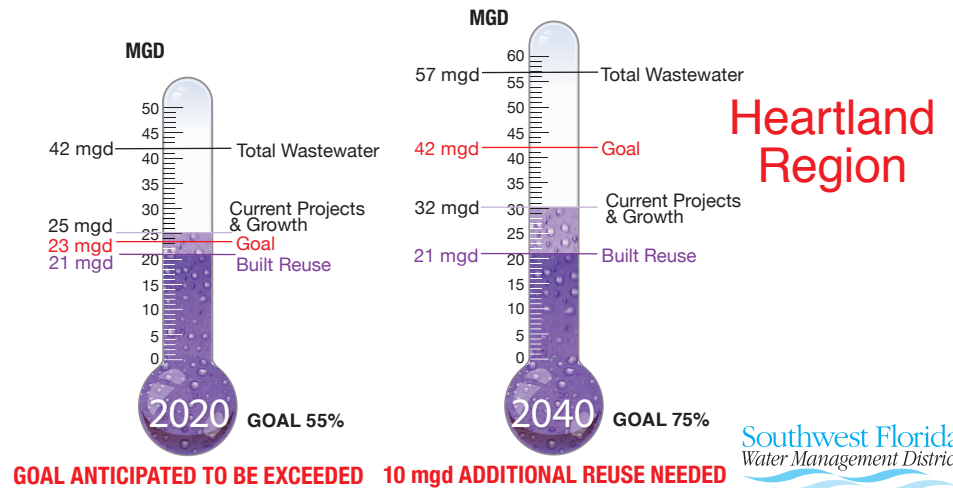 MGD
50
45
40
35
30
25
20
15
10
5
0
42 mgd
Total Wastewater
25 mgd
Current Projects
& Growth
23 mgd
Goal
21 mgd
Built Reuse
2020
GOAL 55%
GOAL ANTICIPATED TO BE EXCEEDED
MGD
60
55
50
45
40
35
30
25
20
15
10
5
0
57 mgd
Total Wastewater
42 mgd
Goal
32 mgd
Current Projects
& Growth
21 mgd
Built Reuse
2040
GOAL 75%
10 mgd ADDITIONAL REUSE NEEDED
Heartland
Region
Southwest Florida
Water Management Distric